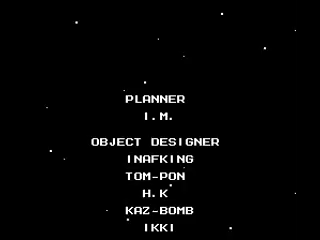 PLANNER
I.M.
OBJECT DESIGNER
INAFKING
TOM-PON
H.K
KAZ-BOMB
IKKI